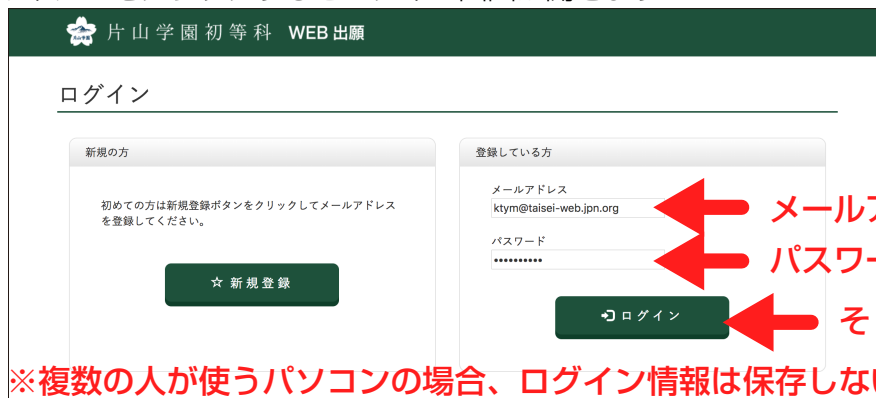 片山学園初等科 WEB 出願
ログイン
新規の方
初めての方は新規登録ボタンをクリックしてメールアドレス
を登録してください。
☆ 新規登録
登録している方
メールアドレス
ktym@taisei-web.jpn.org
パスワード
••••••••••
ログイン
メールア
パスワー
そ
※複数の人が使うパソコンの場合、ログイン情報は保存しない